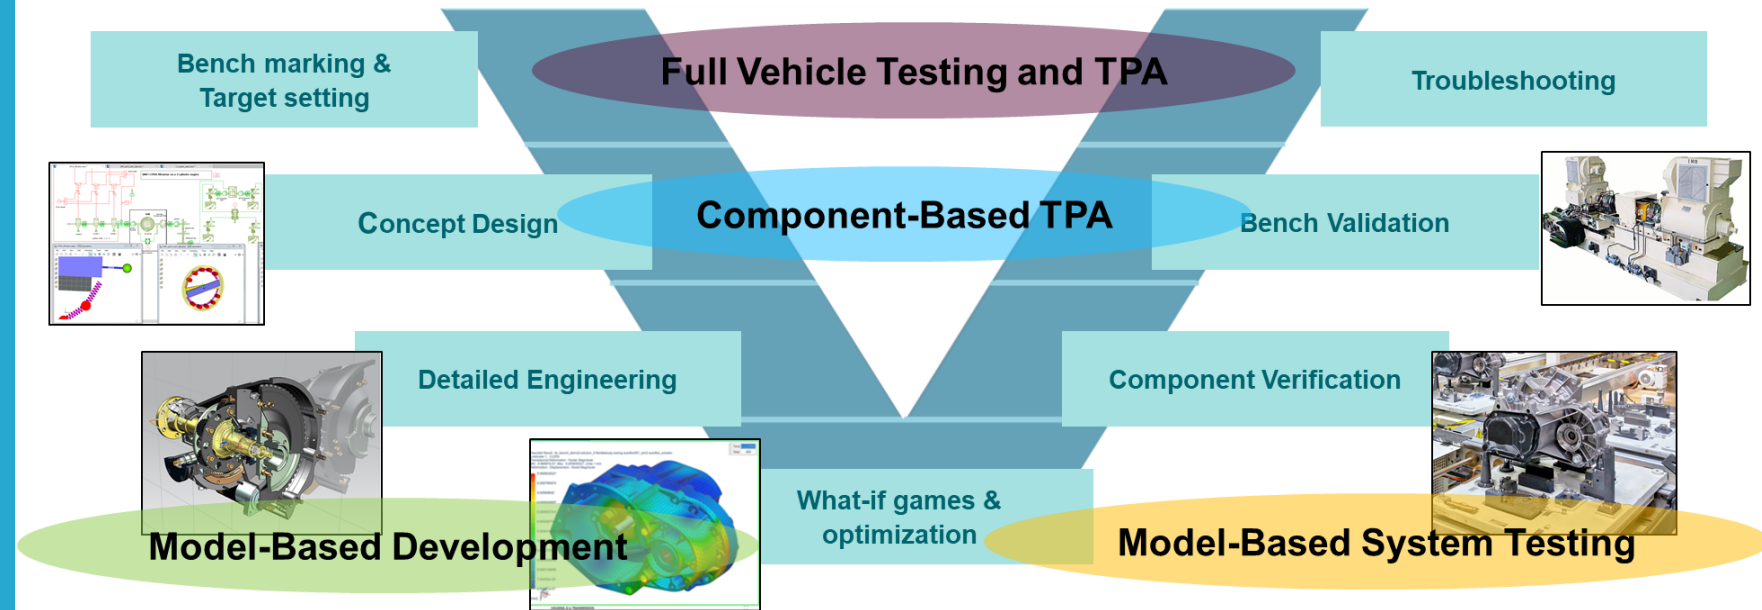 Bench marking &
Target setting
Full Vehicle Testing and TPA
Troubleshooting
Concept Design
Component-Based TPA
Bench Validation
Detailed Engineering
Component Verification
What-if games &
optimization
Model-Based Development
Model-Based System Testing